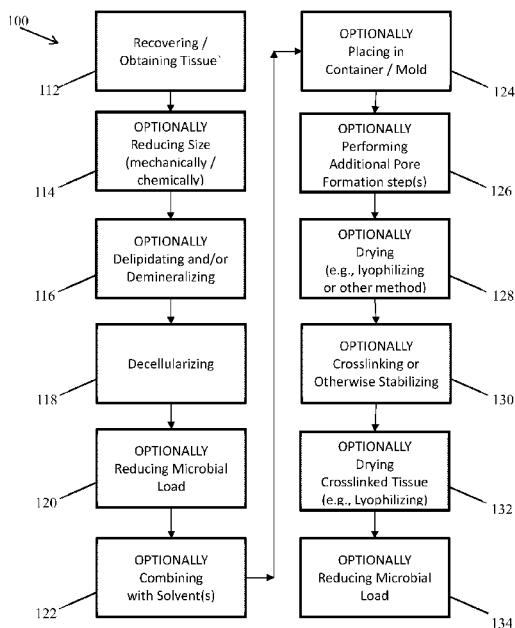 100
Recovering /
Obtaining Tissue`
112
OPTIONALLY
Reducing Size
(mechanically /
chemically)
114
OPTIONALLY
Delipidating and/or
Demineralizing
116
Decellularizing
118
OPTIONALLY
Reducing Microbial
Load
120
OPTIONALLY
Combining
with Solvent(s)
122
OPTIONALLY
Placing in
Container / Mold
124
OPTIONALLY
Performing
Additional Pore
Formation step(s)
126
OPTIONALLY
Drying
(e.g., lyophilizing
or other method)
128
OPTIONALLY
Crosslinking or
Otherwise Stabilizing
130
OPTIONALLY
Drying
Crosslinked Tissue
(e.g., Lyophilizing)
132
OPTIONALLY
Reducing Microbial
Load
134